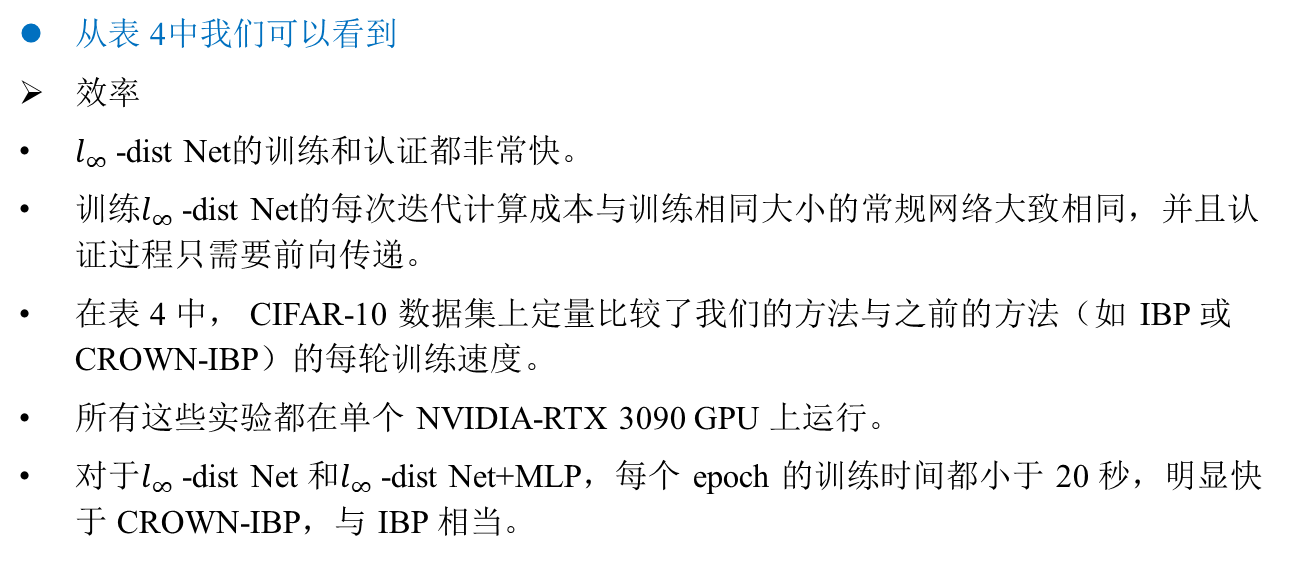 ● 从表 4中我们可以看到
➢ 效率
• l∞ -dist Net的训练和认证都非常快。
• 训练l∞ -dist Net的每次迭代计算成本与训练相同大小的常规网络大致相同，并且认
证过程只需要前向传递。
• 在表 4 中， CIFAR-10 数据集上定量比较了我们的方法与之前的方法（如 IBP 或
CROWN-IBP）的每轮训练速度。
• 所有这些实验都在单个 NVIDIA-RTX 3090 GPU 上运行。
• 对于l∞ -dist Net 和l∞ -dist Net+MLP，每个 epoch 的训练时间都小于 20 秒，明显快
于 CROWN-IBP，与 IBP 相当。